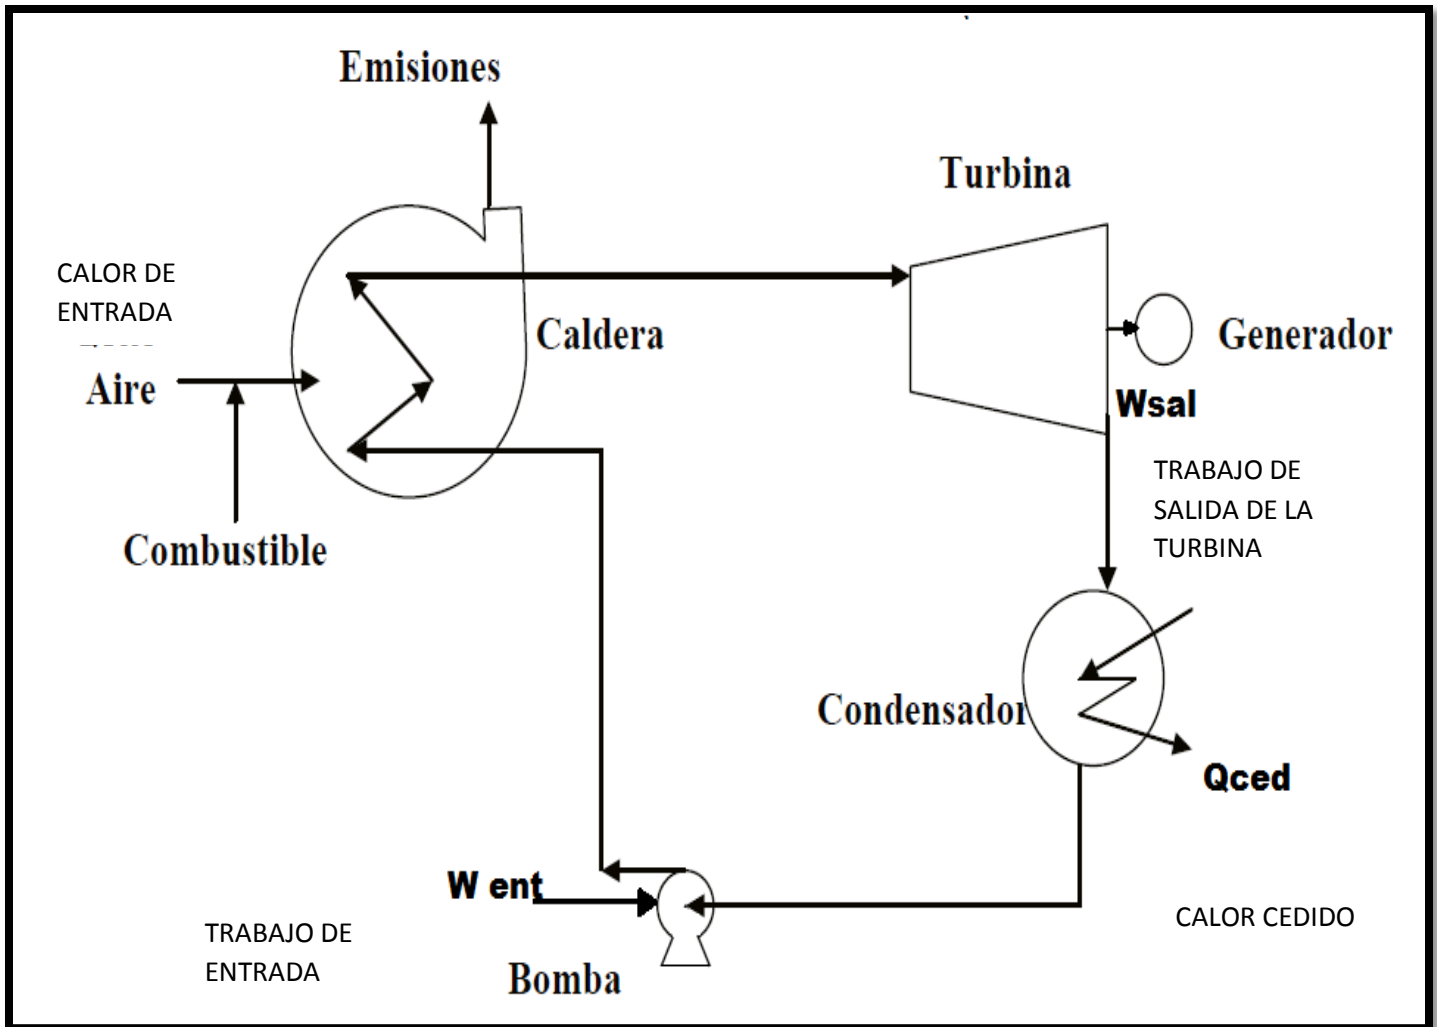 Emisiones
Turbina
CALOR DE
ENTRADA
Caldera
Generador
Aire
Wsal
TRABAJO DE
SALIDA DE LA
TURBINA
Combustible
Condensador
Qced
W ent
CALOR CEDIDO
TRABAJO DE
ENTRADA
Bomba